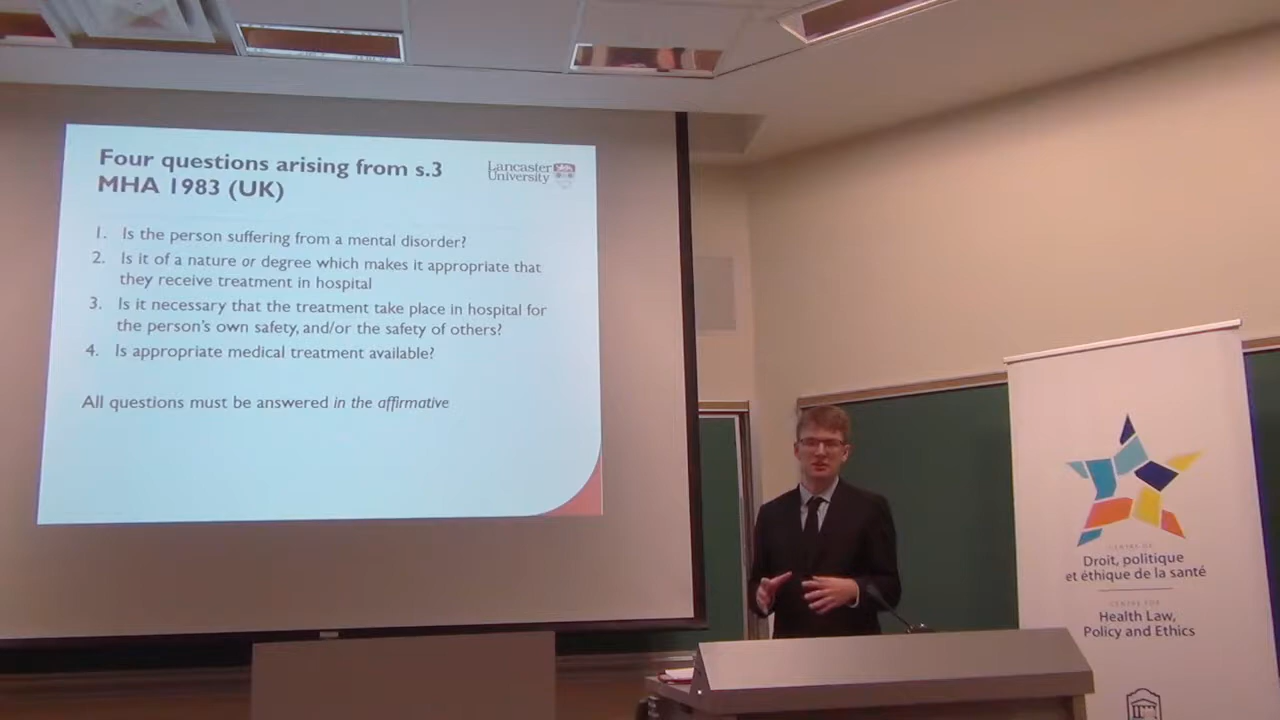 Four questions arising from s.3
MHA 1983 (UK)
Lancaster
University
1. Is the person suffering from a mental disorder?
2. Is it of a nature or degree which makes it appropriate that
they receive treatment in hospital
3. Is it necessary that the treatment take place in hospital for
the person's own safety, and/or the safety of others?
4. Is appropriate medical treatment available?
All questions must be answered in the affirmative
CENTRE DE
Droit, politique
et éthique de la santé
CENTRE FOR
Health Law,
Policy and Ethics